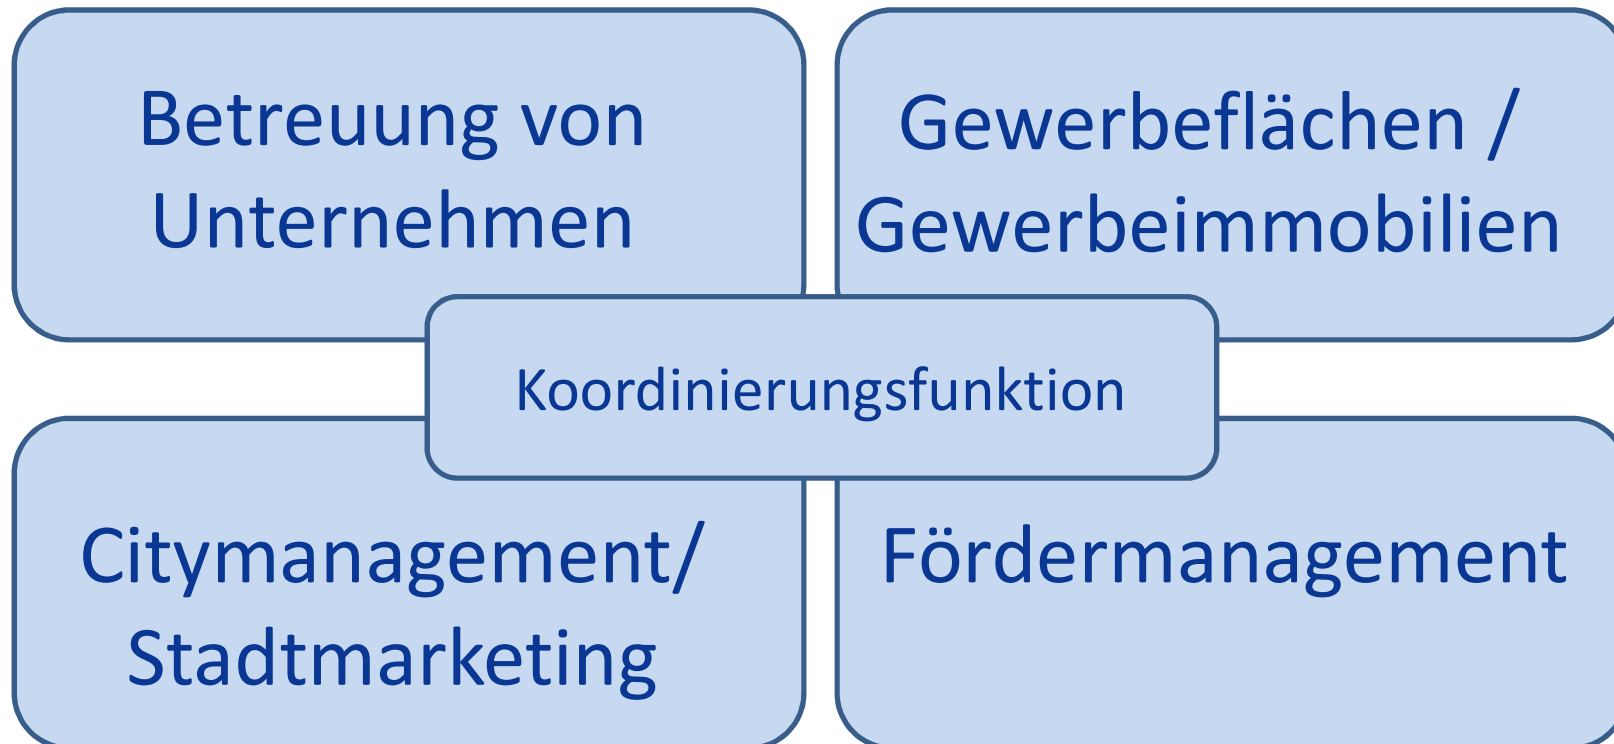 Betreuung von
Unternehmen
Gewerbeflächen /
Gewerbeimmobilien
Koordinierungsfunktion
Citymanagement/
Stadtmarketing
Fördermanagement